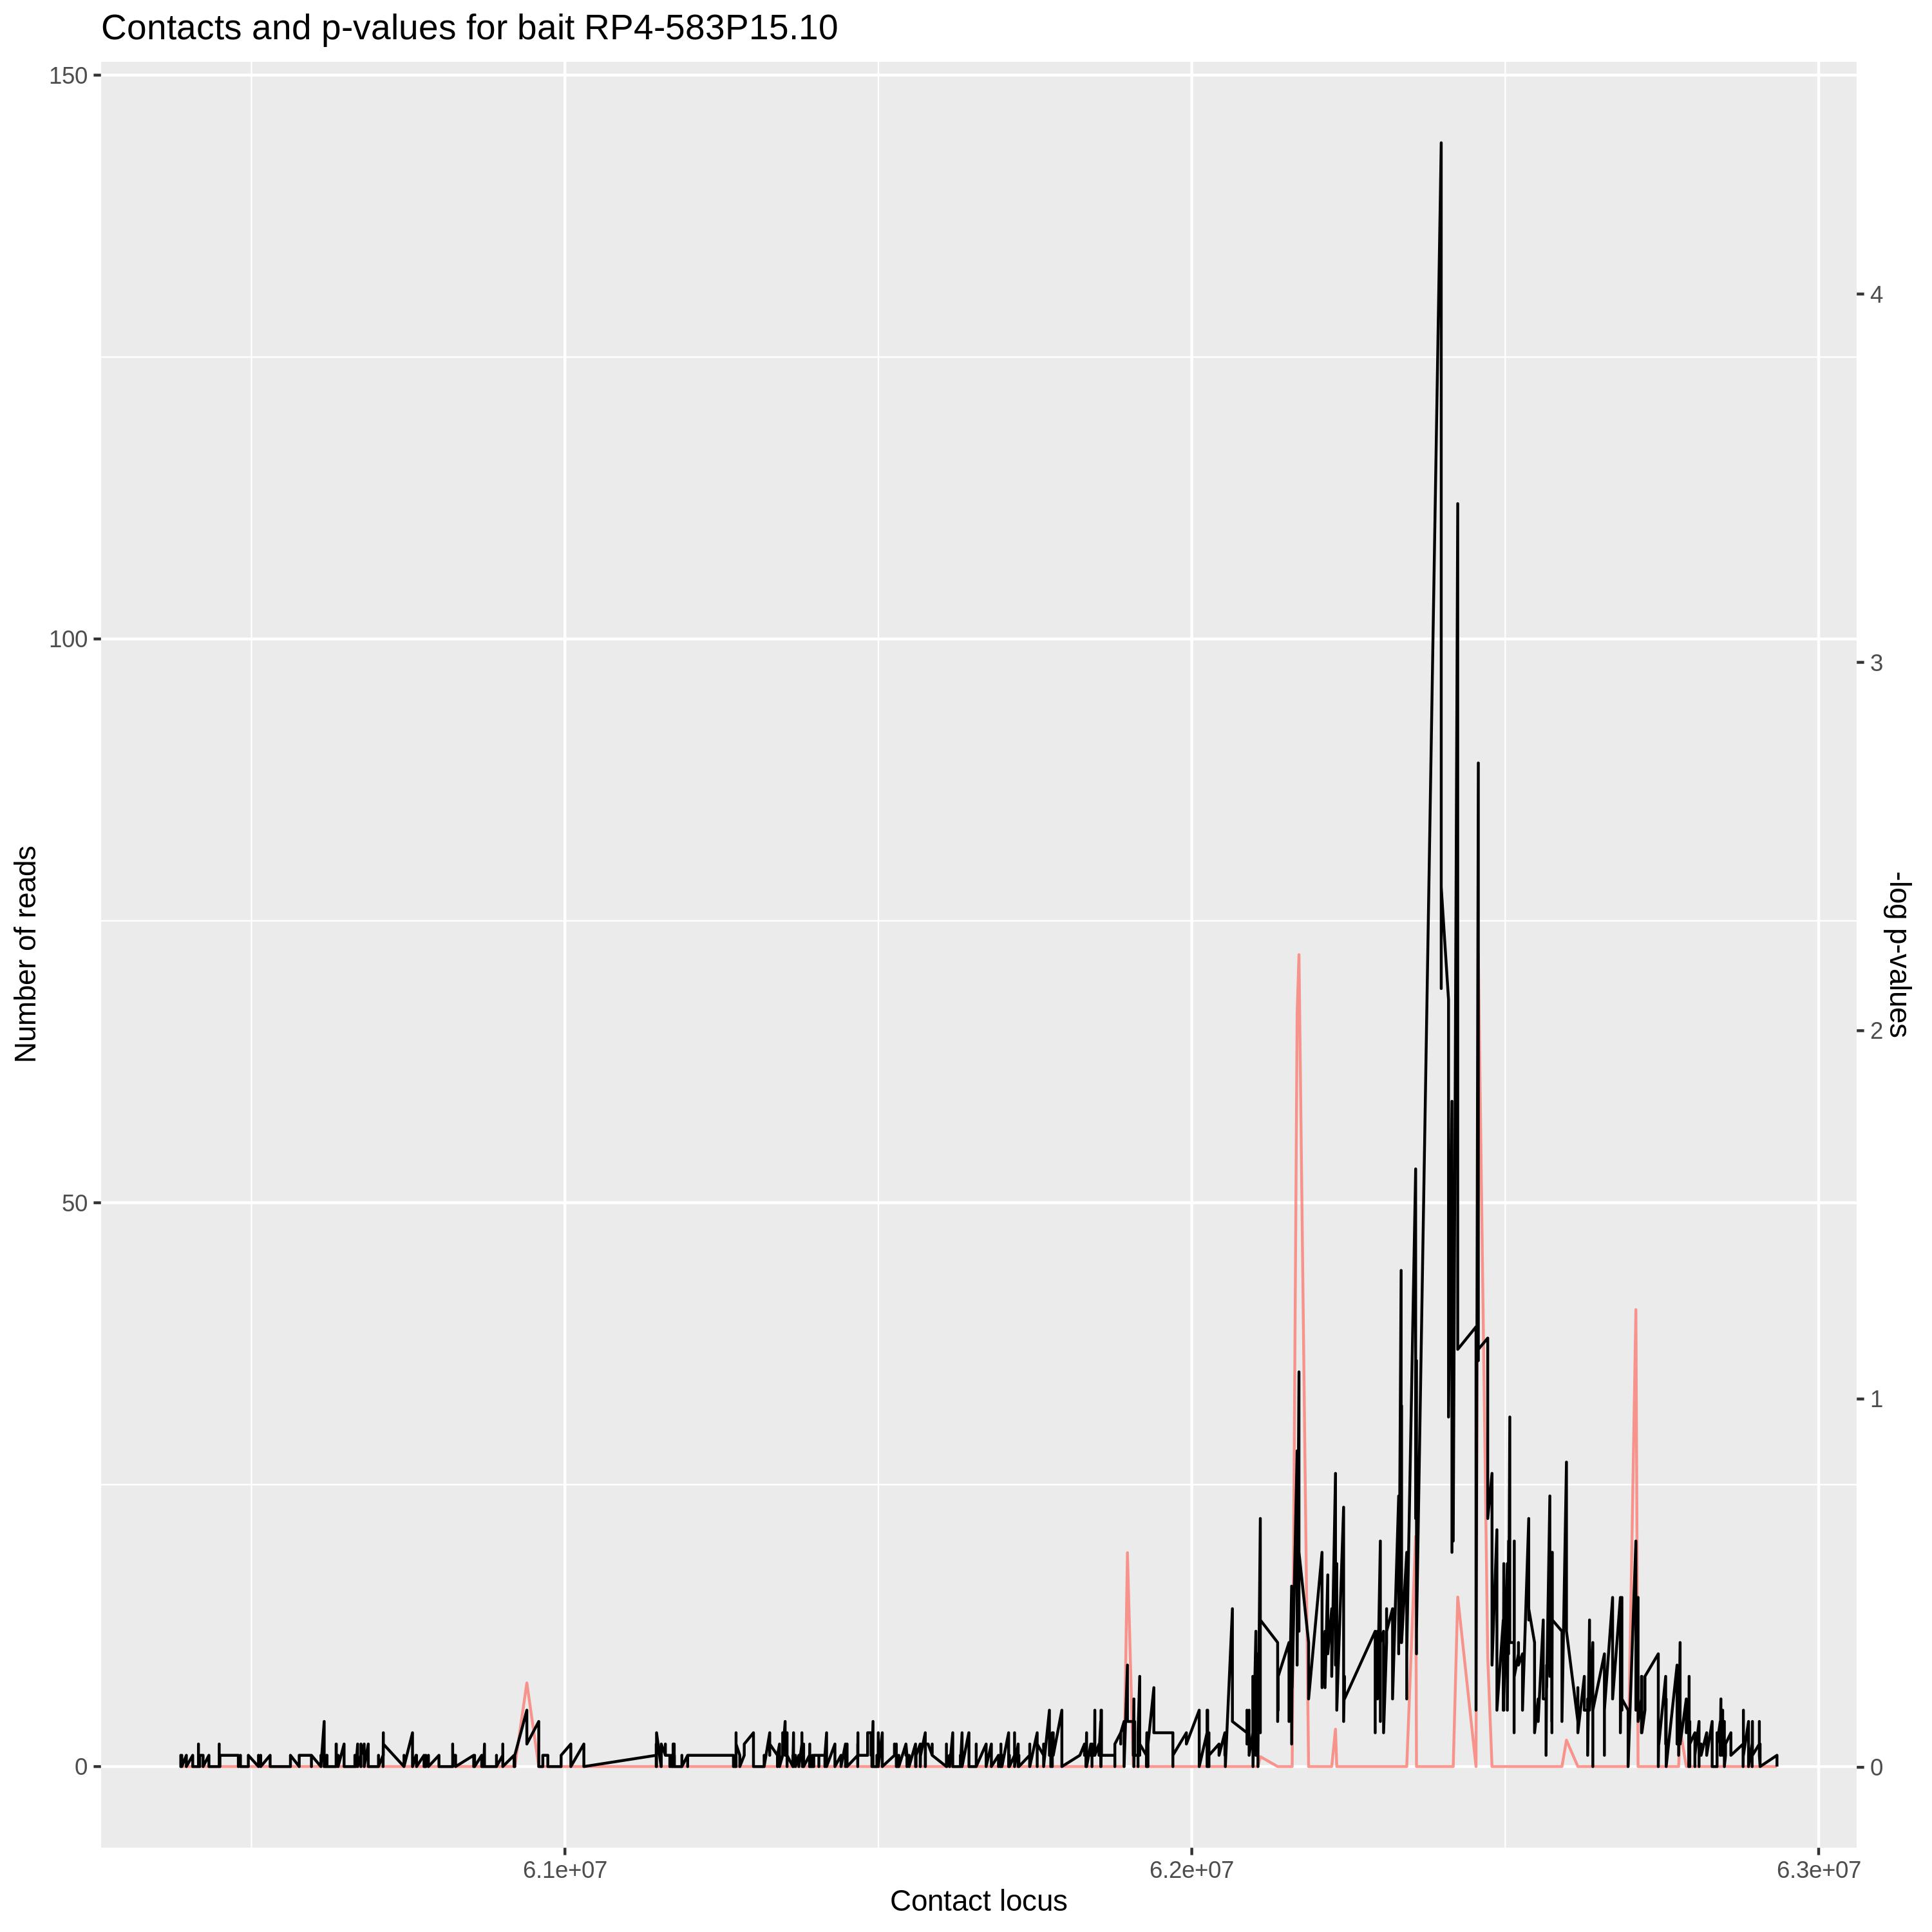 Contacts and p-values for bait RP4-583P15.10
150
100
50
0
Number of reads
4
3
2
1
0
-log p-values
6.1e+07
6.2e+07
6.3e+07
Contact locus